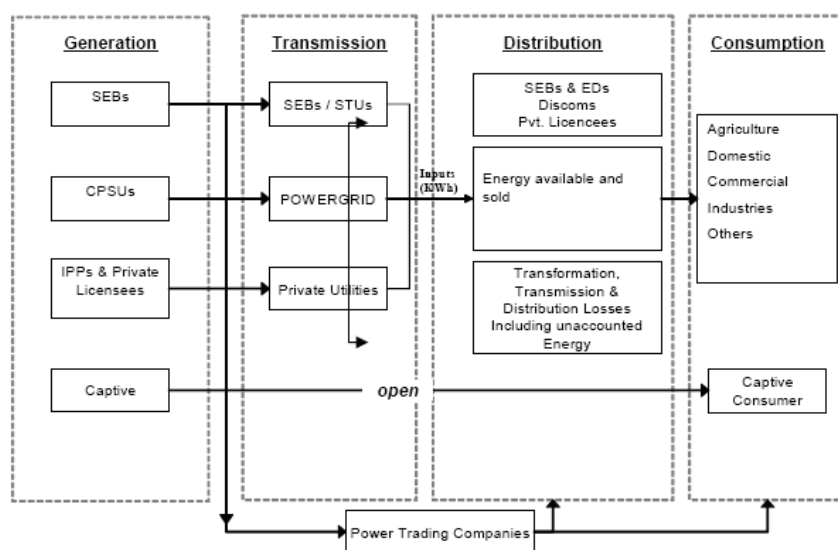 Generation
SEBs
CPSUs
IPPs & Private
Licensees
Captive
Transmission
SEBs / STUs
POWERGRID
Private Utilities
open
Inputs
(KWh)
Distribution
SEBs & EDs
Discoms
Pvt. Licencees
Energy available and
sold
Transformation,
Transmission &
Distribution Losses
Including unaccounted
Energy
Consumption
Agriculture
Domestic
Commercial
Industries
Others
Captive
Consumer
Power Trading Companies